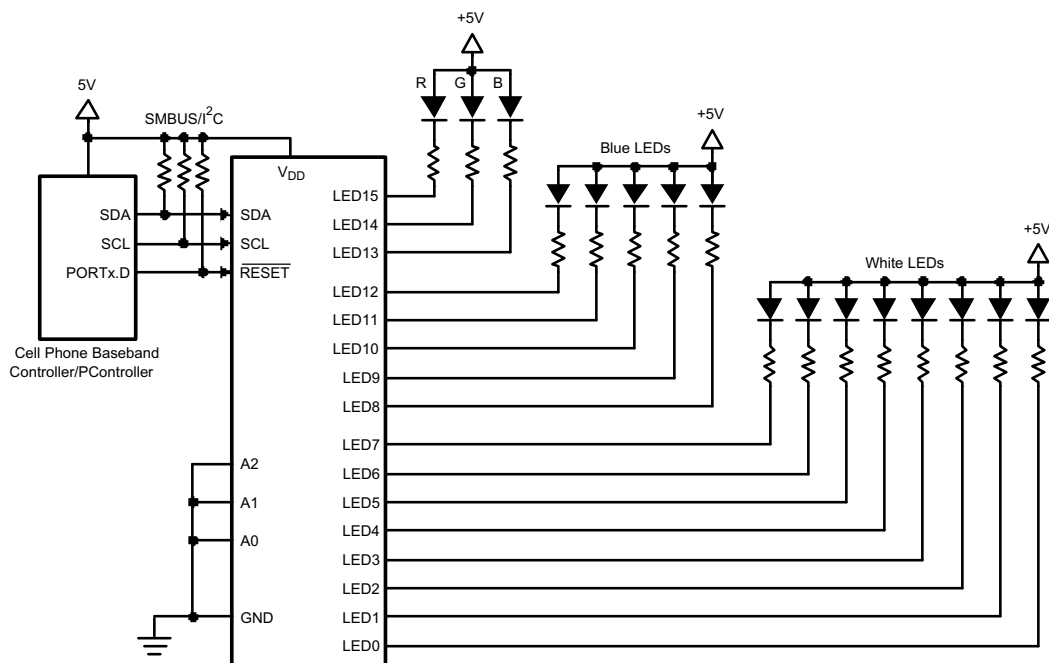 +5V
R G B
5V
SMBUS/I²C
+5V
Blue LEDs
V_DD
LED15
SDA SDA
LED14
SCL SCL
LED13
+5V
PORTx.D RESET
White LEDs
LED12
LED11
LED10
Cell Phone Baseband
Controller/PController
LED9
LED8
LED7
A2
LED6
A1
LED5
LED4
A0
LED3
LED2
GND
LED1
LED0